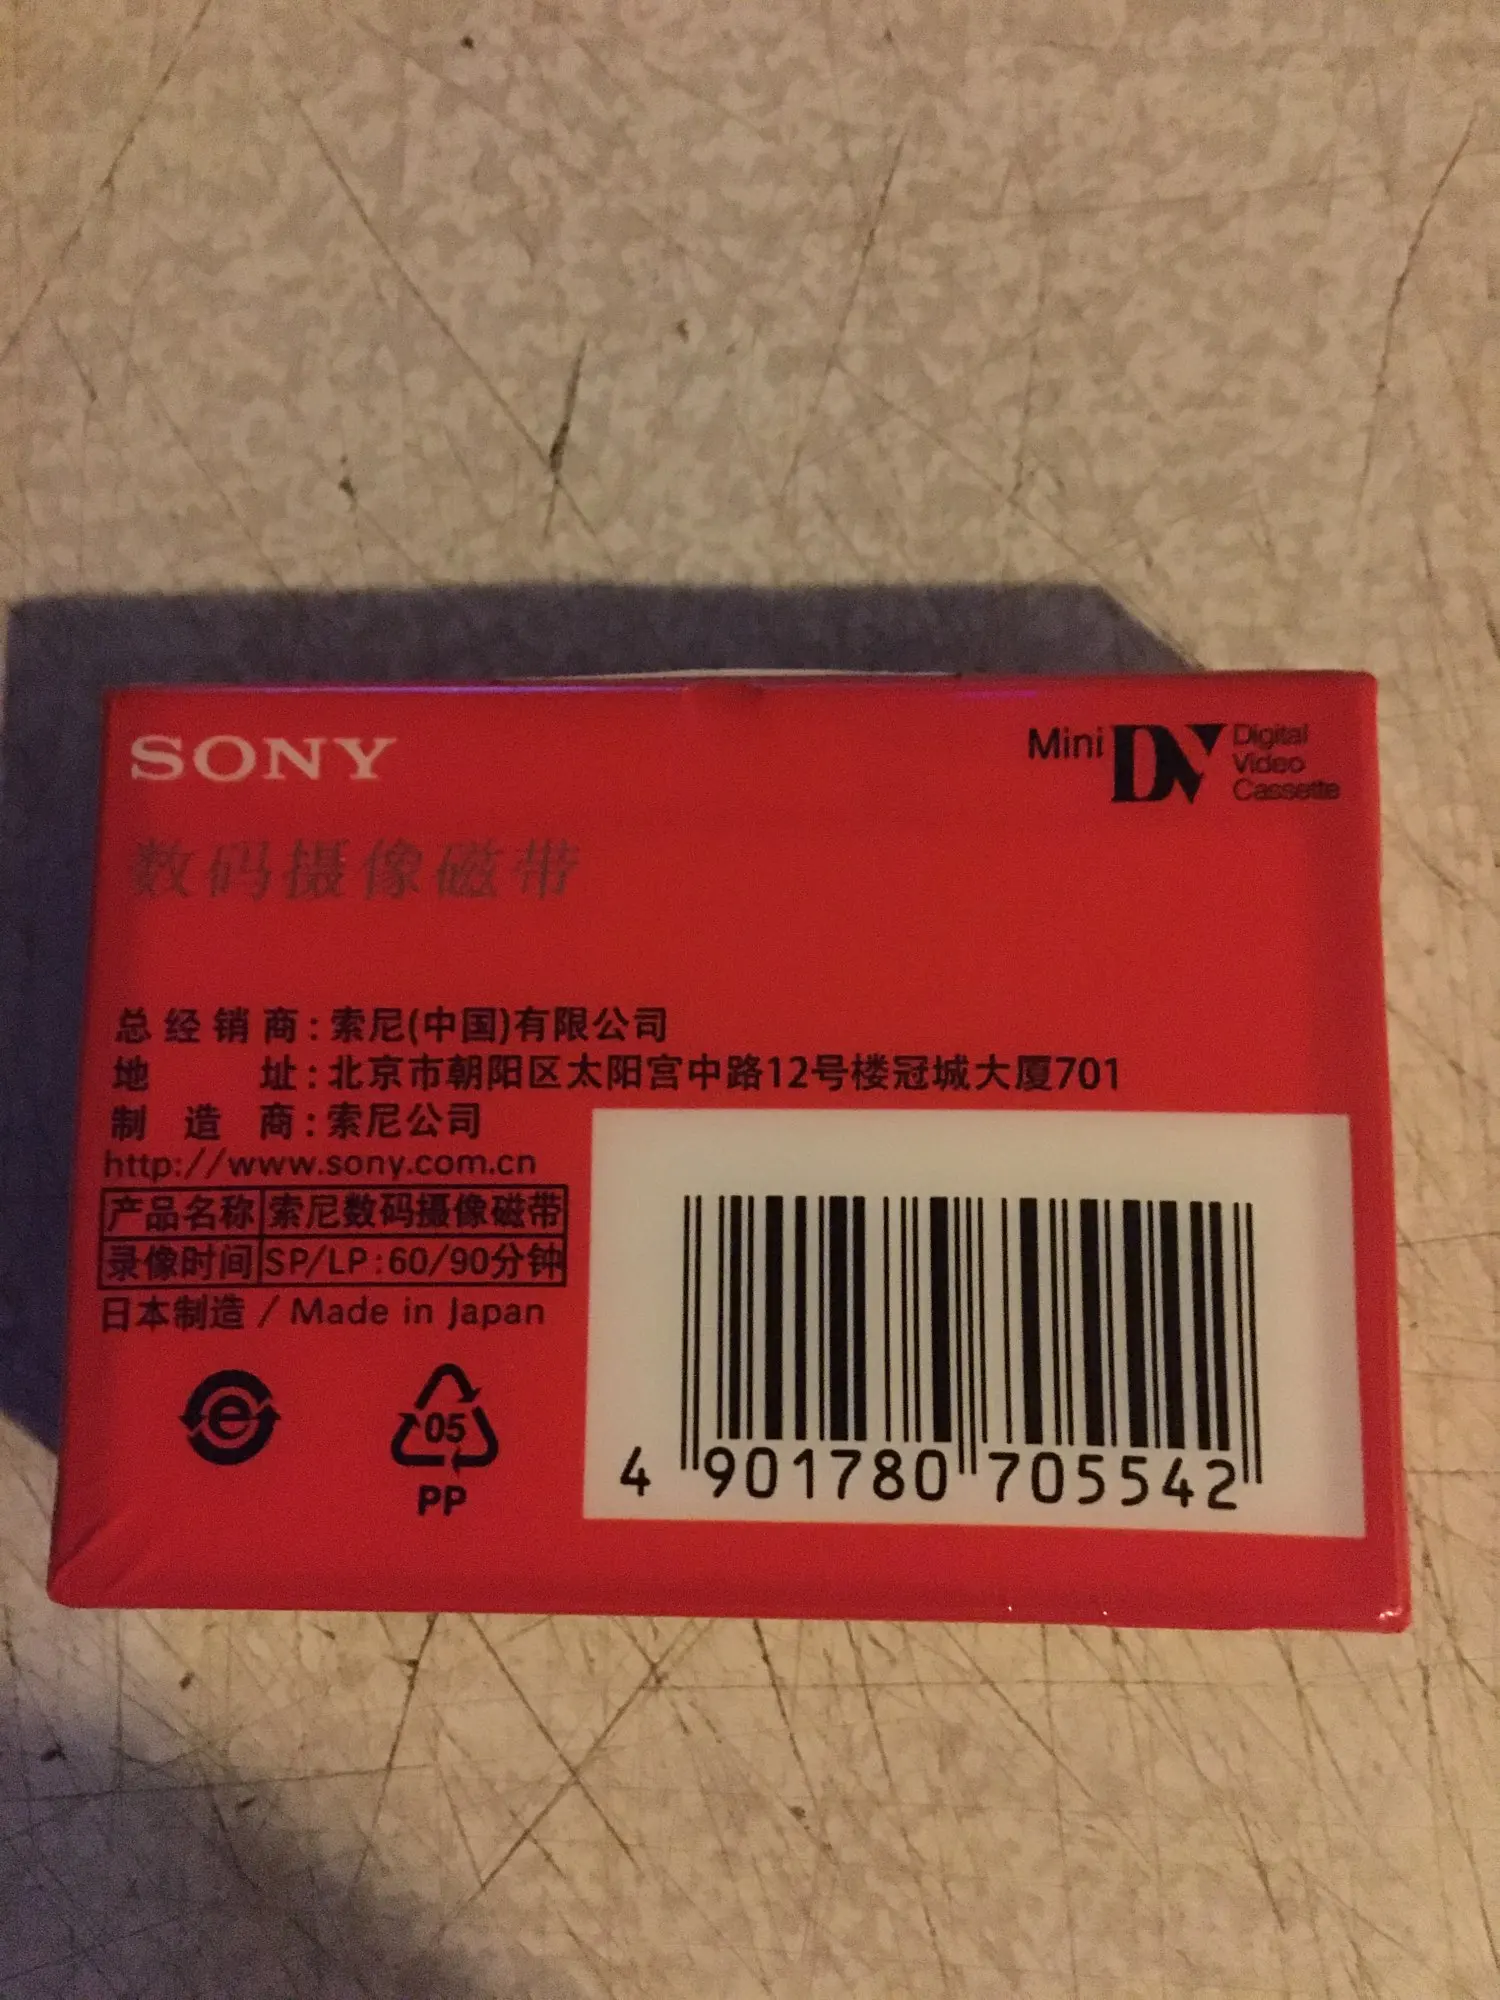 SONY
Mini DV Digital Video Cassette
数码摄像磁带
总经销商:索尼(中国)有限公司
地址:北京市朝阳区太阳宫中路12号楼冠城大厦701
制造商:索尼公司
http://www.sony.com.cn
产品名称 索尼数码摄像磁带
录像时间 SP/LP:60/90分钟
日本制造 / Made in Japan
e
05
PP
4 901780 705542